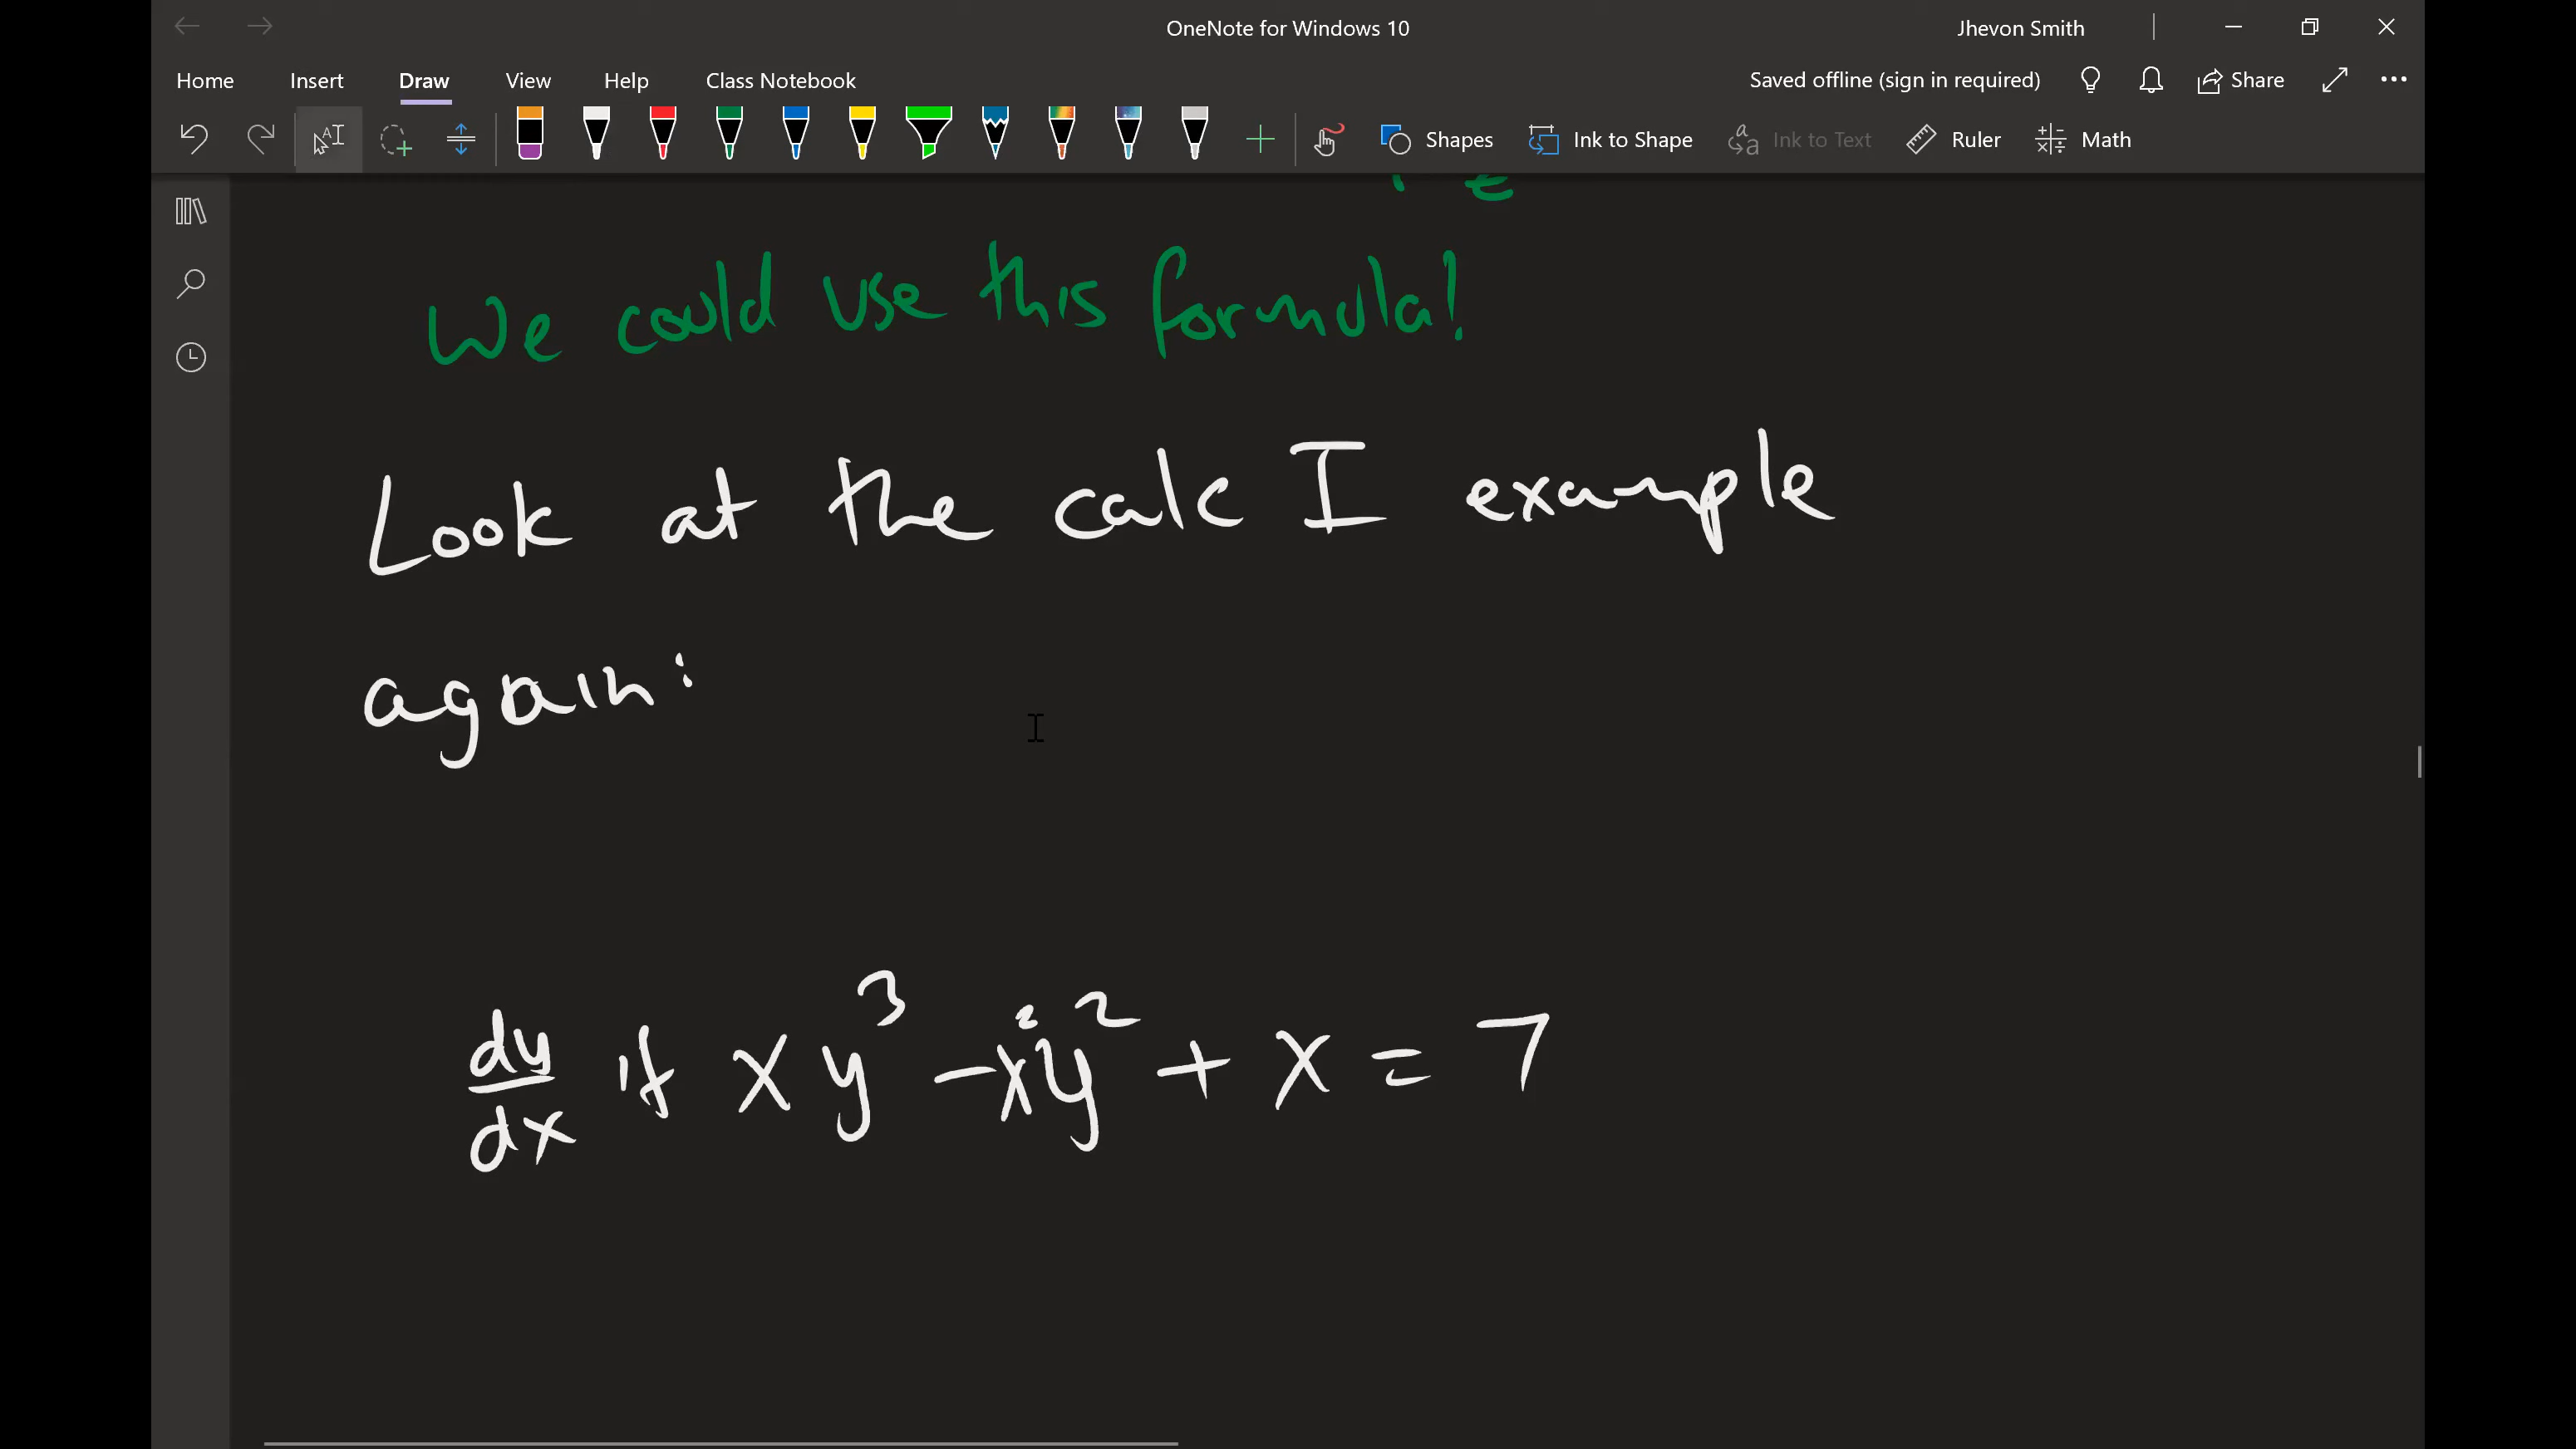 OneNote for Windows 10
Jhevon Smith
Home Insert Draw View Help Class Notebook
Saved offline (sign in required) Share
Shapes Ink to Shape Ink to Text Ruler Math
We could use this formula!
Look at the calc I example
again:
dy/dx if xy³ - x²y² + x = 7